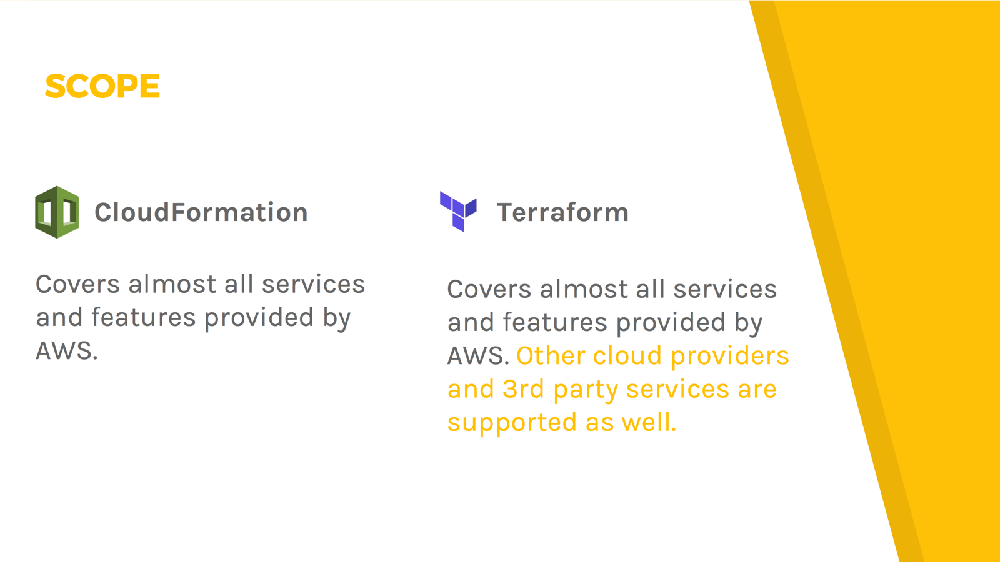 SCOPE
CloudFormation
Covers almost all services
and features provided by
AWS.
Terraform
Covers almost all services
and features provided by
AWS. Other cloud providers
and 3rd party services are
supported as well.